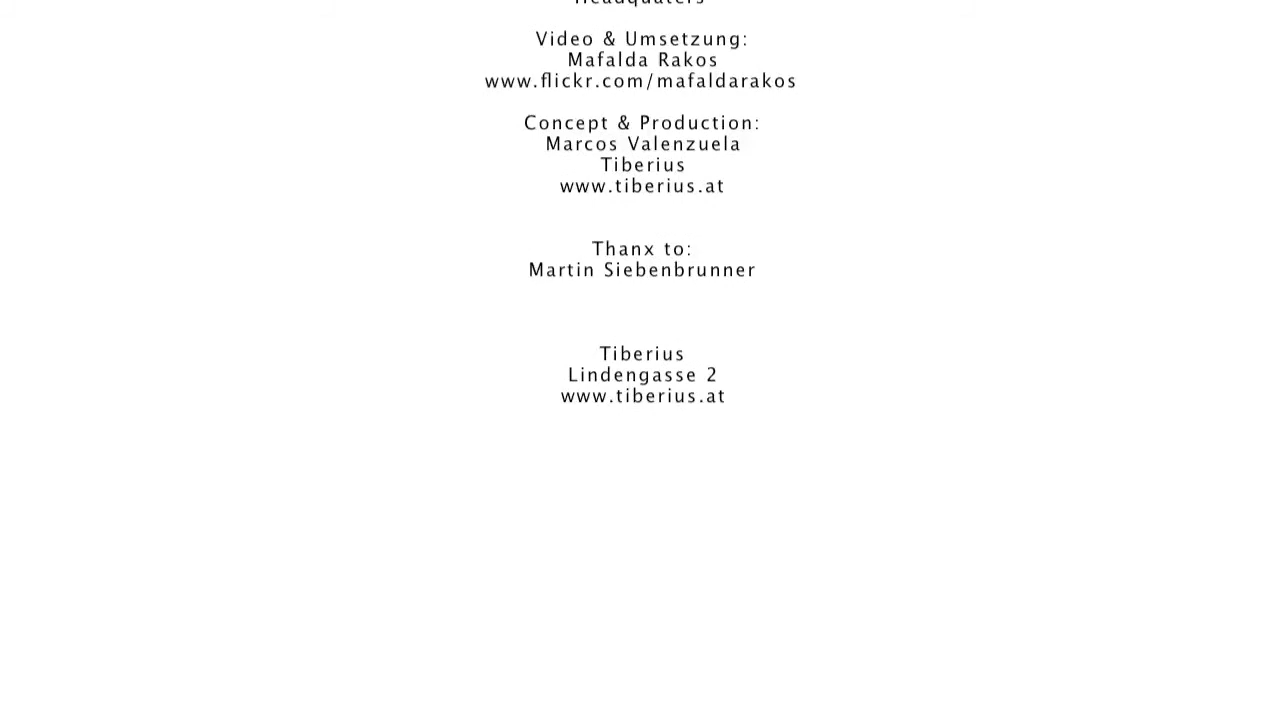 Headquaters
Video & Umsetzung:
Mafalda Rakos
www.flickr.com/mafaldarakos
Concept & Production:
Marcos Valenzuela
Tiberius
www.tiberius.at
Thanx to:
Martin Siebenbrunner
Tiberius
Lindengasse 2
www.tiberius.at